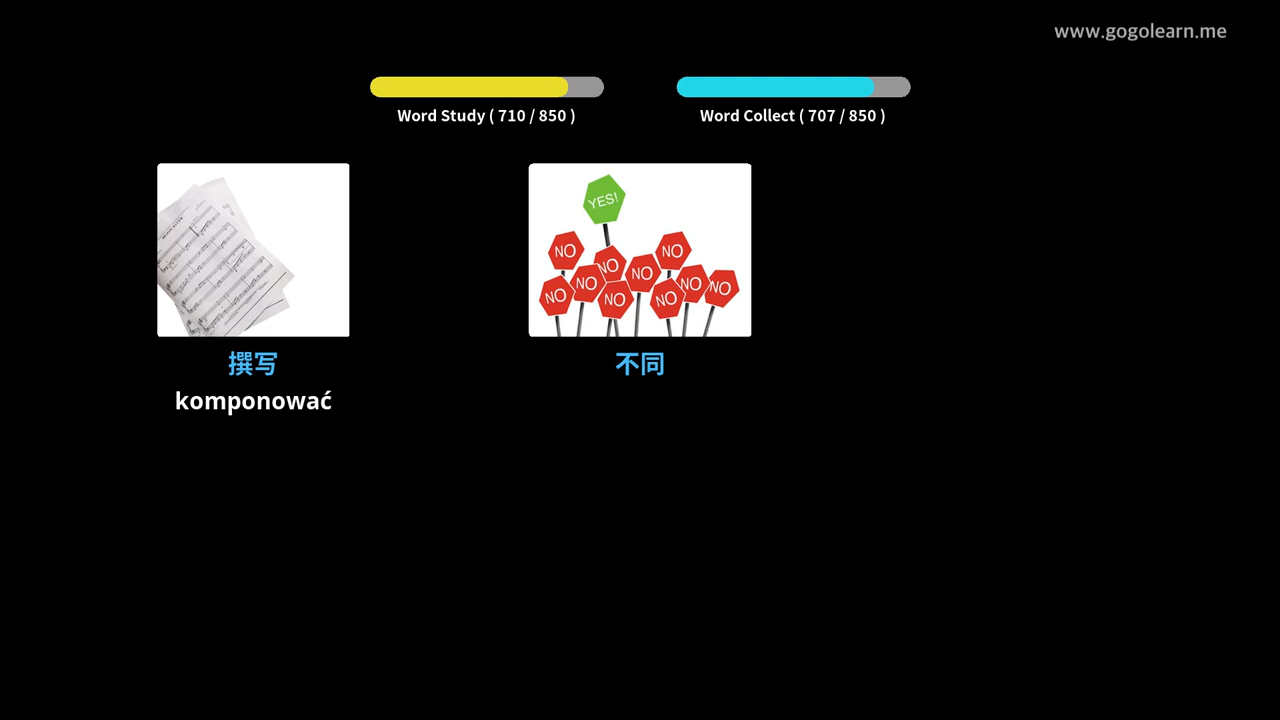 www.gogolearn.me
Word Study ( 710 / 850 )
Word Collect ( 707 / 850 )
撰写
komponować
YES!
NO
NO
NO
NO
NO
NO
NO
NO
NO
NO
不同